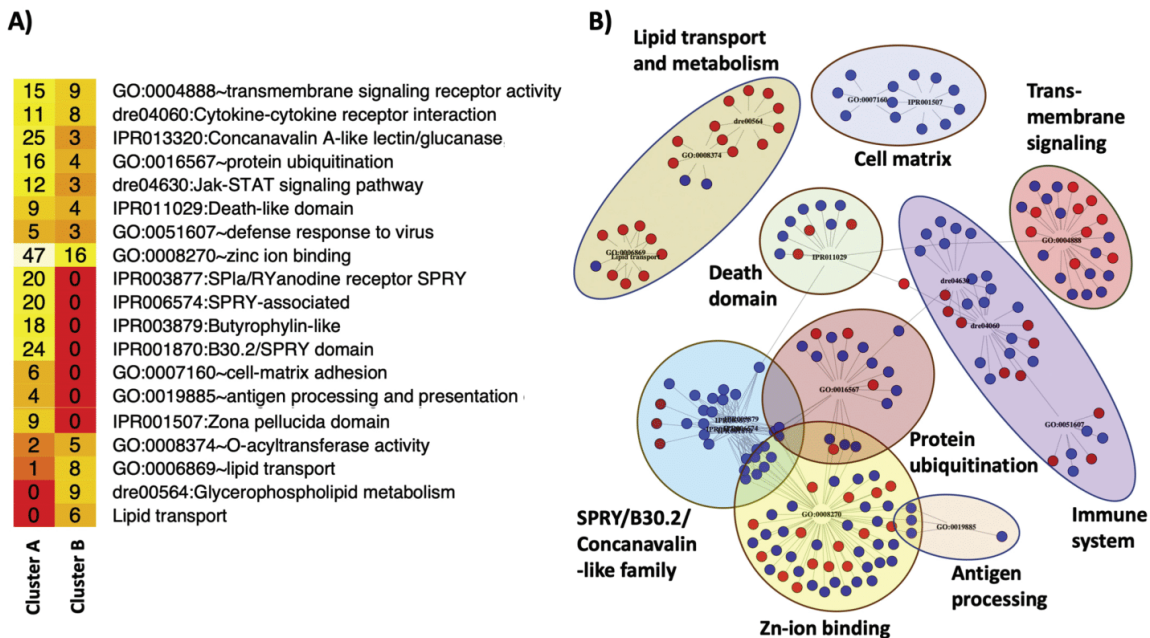 A)
15 9 GO:0004888~transmembrane signaling receptor activity
11 8 dre04060:Cytokine-cytokine receptor interaction
25 3 IPR013320:Concanavalin A-like lectin/glucanase
16 4 GO:0016567~protein ubiquitination
12 3 dre04630:Jak-STAT signaling pathway
9 4 IPR011029:Death-like domain
5 3 GO:0051607~defense response to virus
47 16 GO:0008270~zinc ion binding
20 0 IPR003877:SPla/RYanodine receptor SPRY
20 0 IPR006574:SPRY-associated
18 0 IPR003879:Butyrophylin-like
24 0 IPR001870:B30.2/SPRY domain
6 0 GO:0007160~cell-matrix adhesion
4 0 GO:0019885~antigen processing and presentation
9 0 IPR001507:Zona pellucida domain
2 5 GO:0008374~O-acyltransferase activity
1 8 GO:0006869~lipid transport
0 9 dre00564:Glycerophospholipid metabolism
0 6 Lipid transport
Cluster A
Cluster B
B)
Lipid transport
and metabolism
dre00564
GO:0008374
GO:0006869
Lipid transport
GO:0007160
IPR001507
Cell matrix
Trans-
membrane
signaling
GO:0004888
IPR011029
Death
domain
dre04630
dre04060
GO:0051607
Immune
system
GO:0016567
Protein
ubiquitination
SPRY/B30.2/
Concanavalin
-like family
GO:0008270
Zn-ion binding
GO:0019885
Antigen
processing